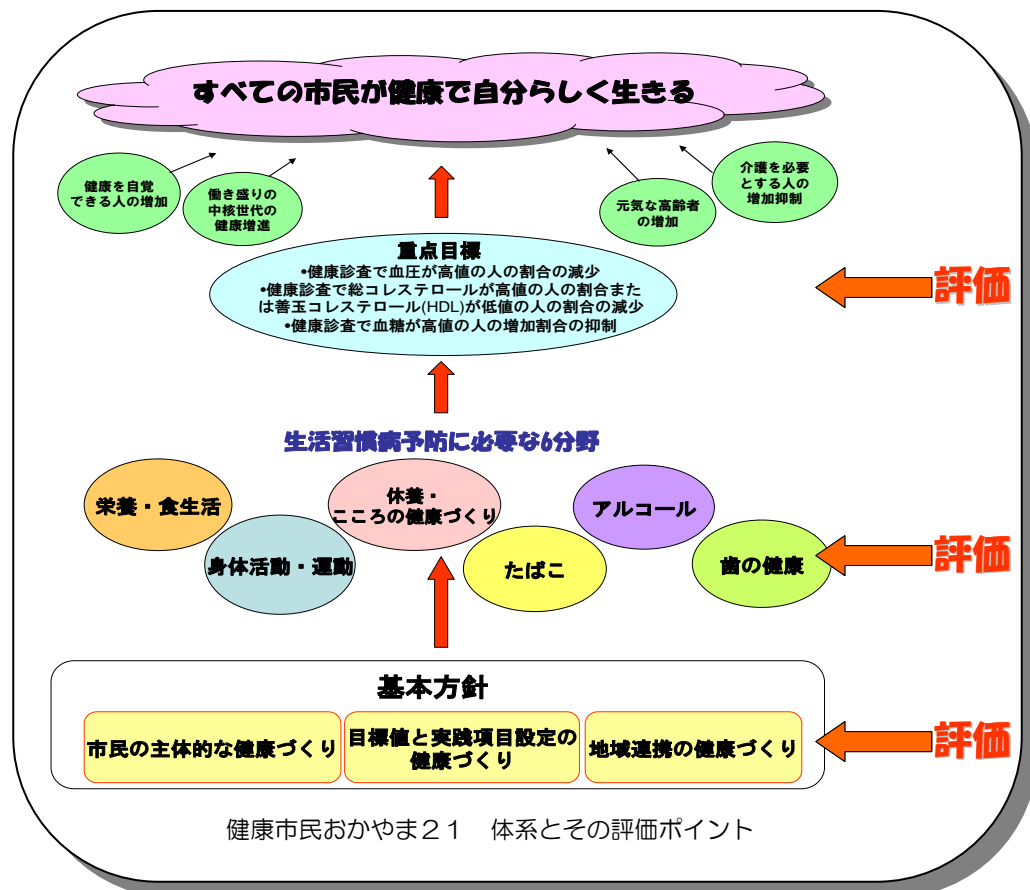 すべての市民が健康で自分らしく生きる
健康を自覚
できる人の増加
働き盛りの
中核世代の
健康増進
元気な高齢者
の増加
介護を必要
とする人の
増加抑制
重点目標
•健康診査で血圧が高値の人の割合の減少
•健康診査で総コレステロールが高値の人の割合また
は善玉コレステロール(HDL)が低値の人の割合の減少
•健康診査で血糖が高値の人の増加割合の抑制
評価
生活習慣病予防に必要な6分野
栄養・食生活
身体活動・運動
休養・
こころの健康づくり
たばこ
アルコール
歯の健康
評価
基本方針
市民の主体的な健康づくり
目標値と実践項目設定の
健康づくり
地域連携の健康づくり
評価
健康市民おかやま２１　体系とその評価ポイント